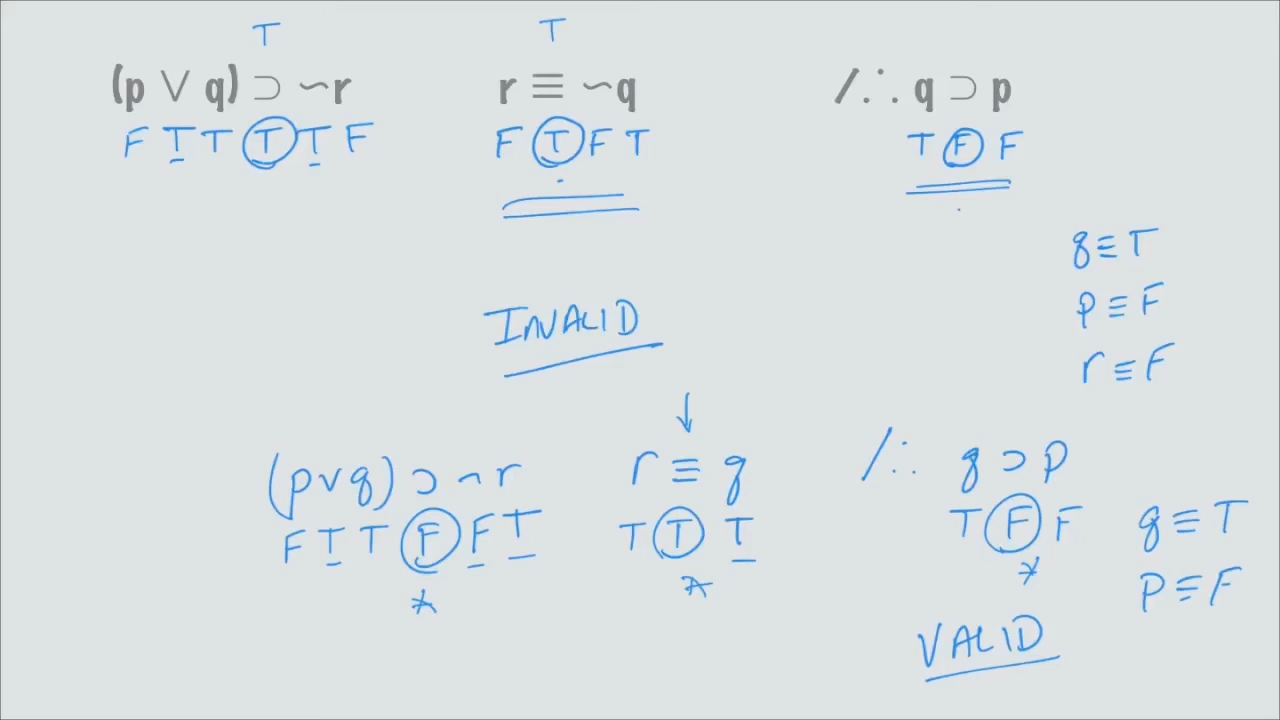 T T
(p ∨ q) ⊃ ~r r ≡ ~q /∴ q ⊃ p
F T T T T F F T F T T F F
q ≡ T
p ≡ F
r ≡ F
INVALID
(p v q) ⊃ ~ r r ≡ q /∴ q ⊃ p
F T T F F T T T T T F F
q ≡ T
p ≡ F
VALID